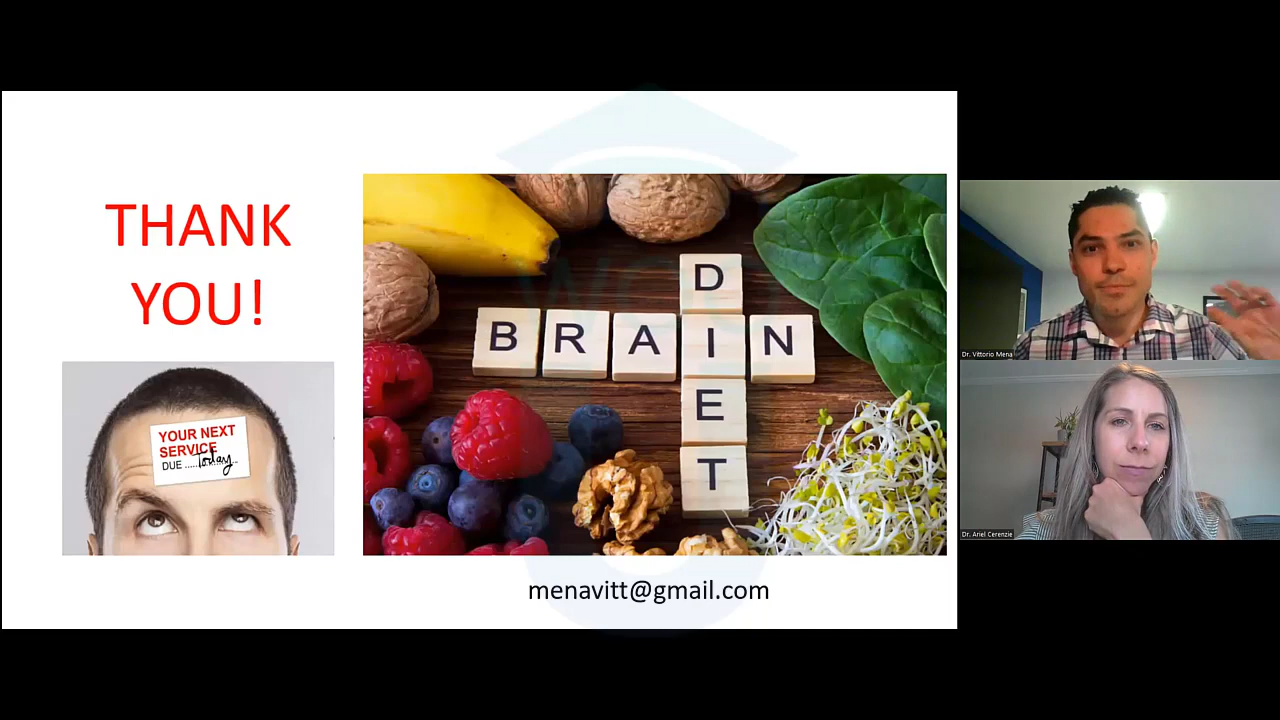 THANK
YOU!
YOUR NEXT
SERVICE
DUE ..................
Today
D
BRAIN
E
T
menavitt@gmail.com
Dr. Vittorio Mena
Dr. Ariel Cerenzie